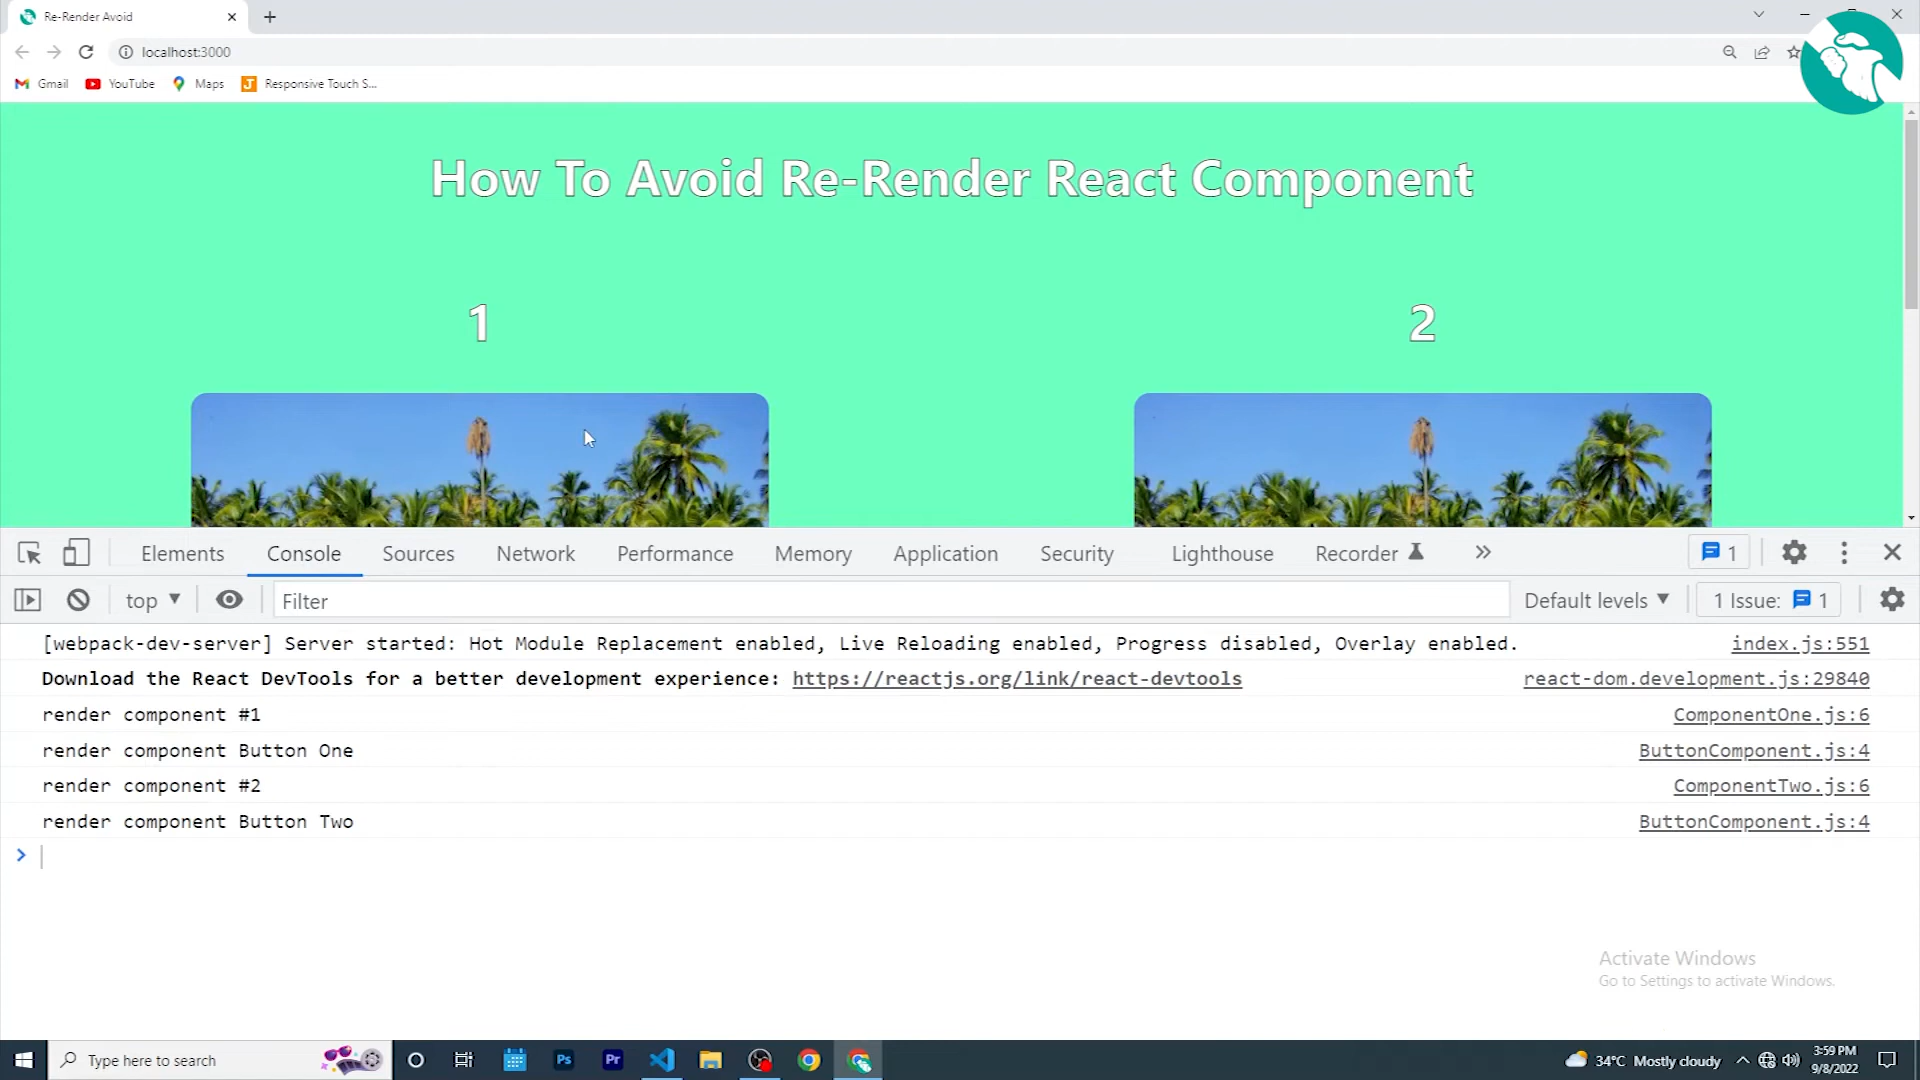 Re-Render Avoid
localhost:3000
Gmail YouTube Maps Responsive Touch S...
How To Avoid Re-Render React Component
1 2
Elements Console Sources Network Performance Memory Application Security Lighthouse Recorder 1
top Filter Default levels 1 Issue: 1
[webpack-dev-server] Server started: Hot Module Replacement enabled, Live Reloading enabled, Progress disabled, Overlay enabled. index.js:551
Download the React DevTools for a better development experience: https://reactjs.org/link/react-devtools react-dom.development.js:29840
render component #1 ComponentOne.js:6
render component Button One ButtonComponent.js:4
render component #2 ComponentTwo.js:6
render component Button Two ButtonComponent.js:4
Activate Windows
Go to Settings to activate Windows.
Type here to search Ps Pr 34°C Mostly cloudy 3:59 PM
9/8/2022